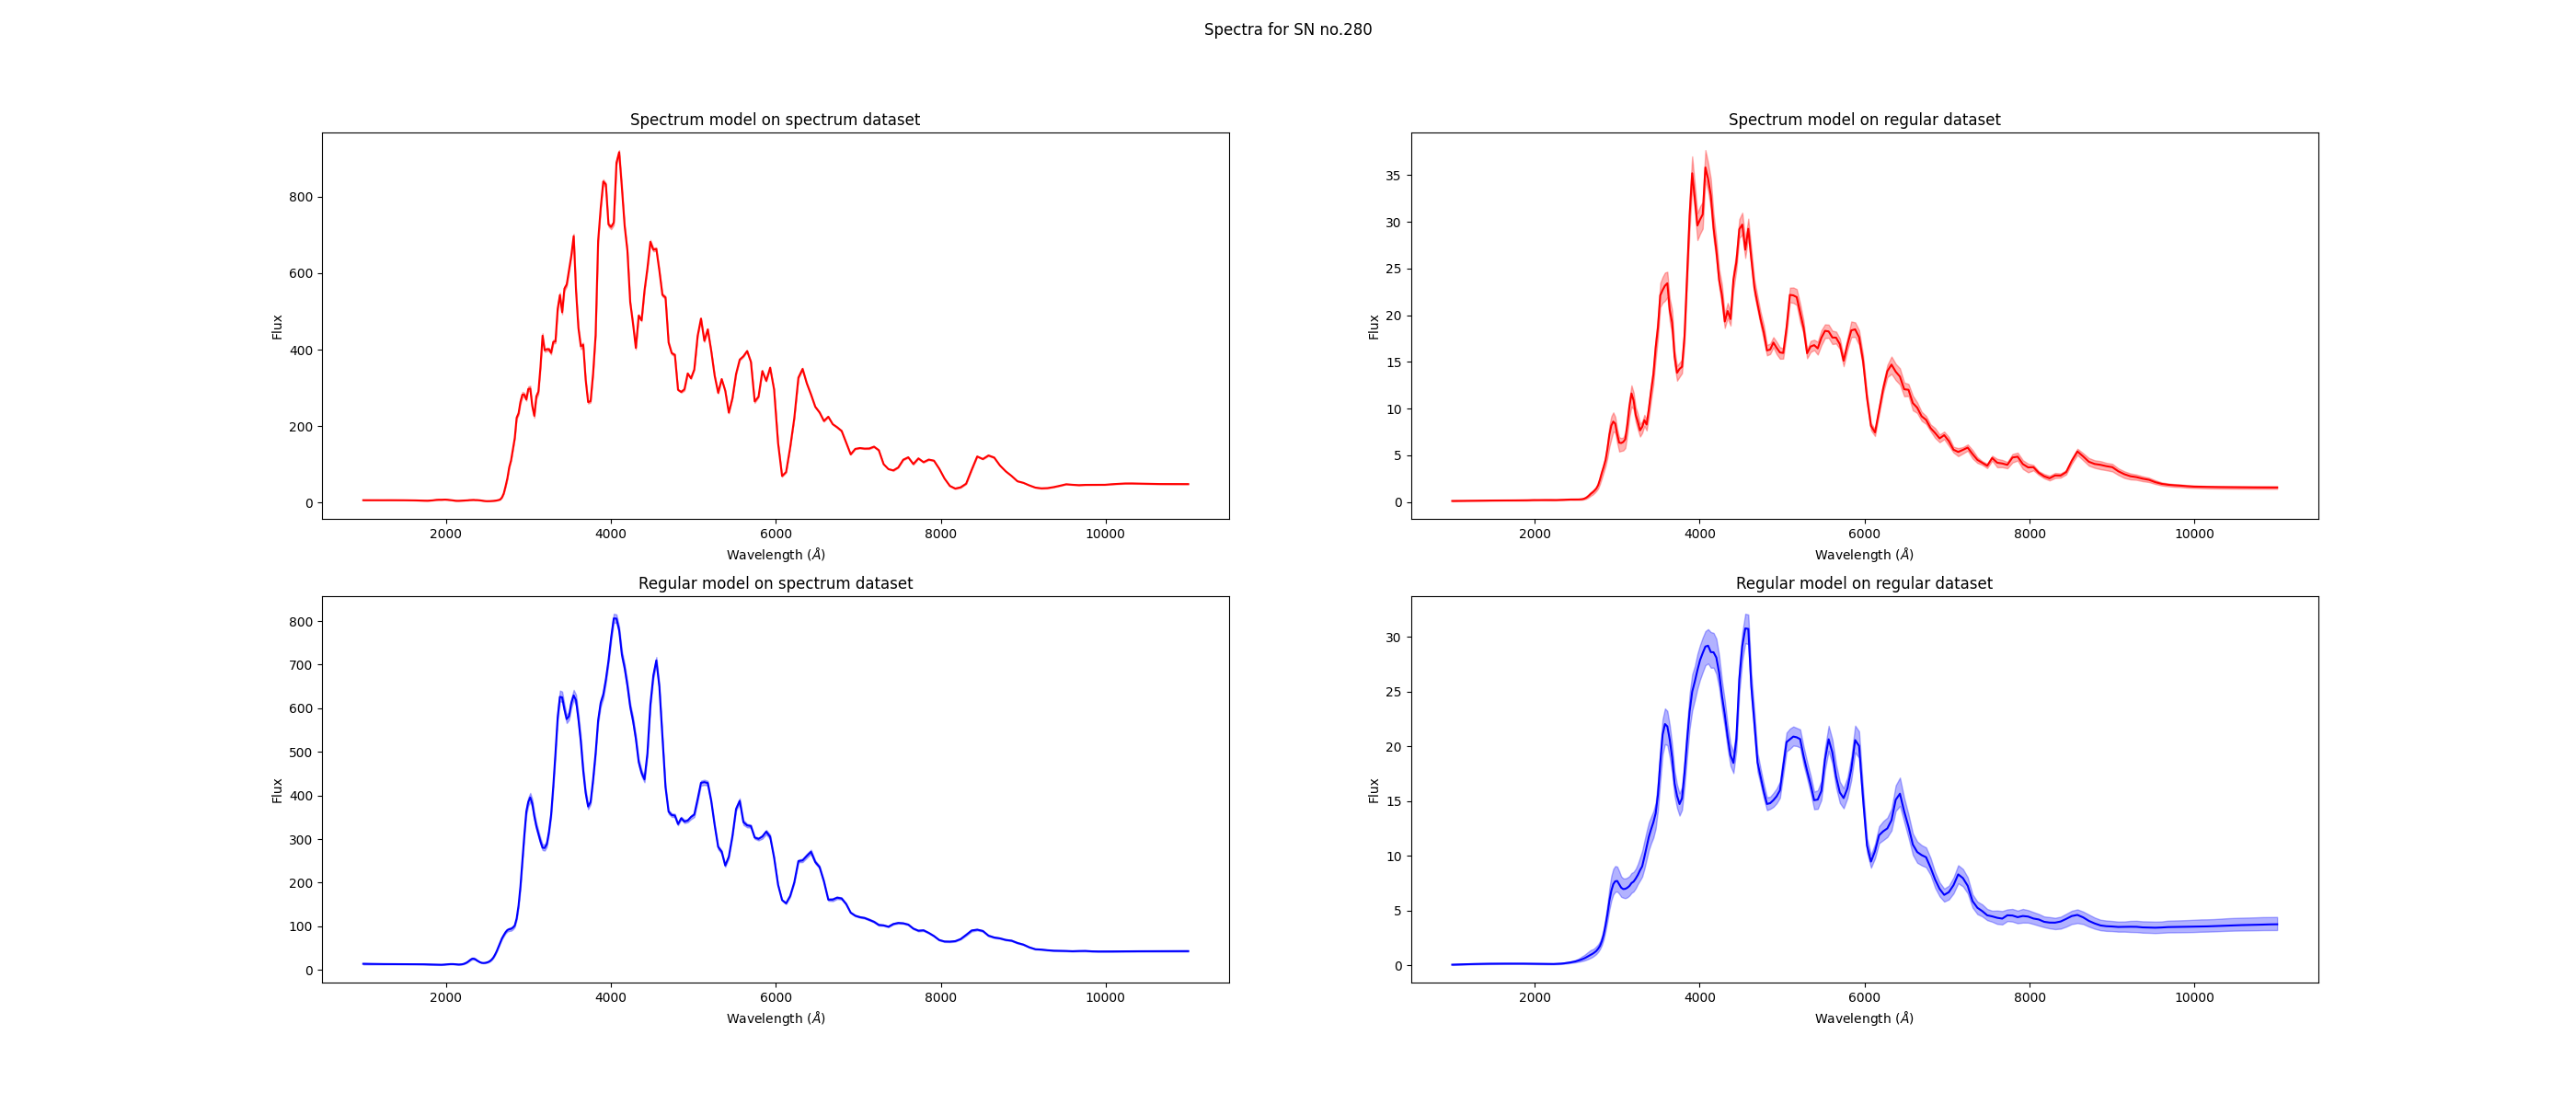 Spectra for SN no.280
Spectrum model on spectrum dataset
Flux
800
600
400
200
0
2000 4000 6000 8000 10000
Wavelength (Å)
Spectrum model on regular dataset
Flux
35
30
25
20
15
10
5
0
2000 4000 6000 8000 10000
Wavelength (Å)
Regular model on spectrum dataset
Flux
800
700
600
500
400
300
200
100
0
2000 4000 6000 8000 10000
Wavelength (Å)
Regular model on regular dataset
Flux
30
25
20
15
10
5
0
2000 4000 6000 8000 10000
Wavelength (Å)